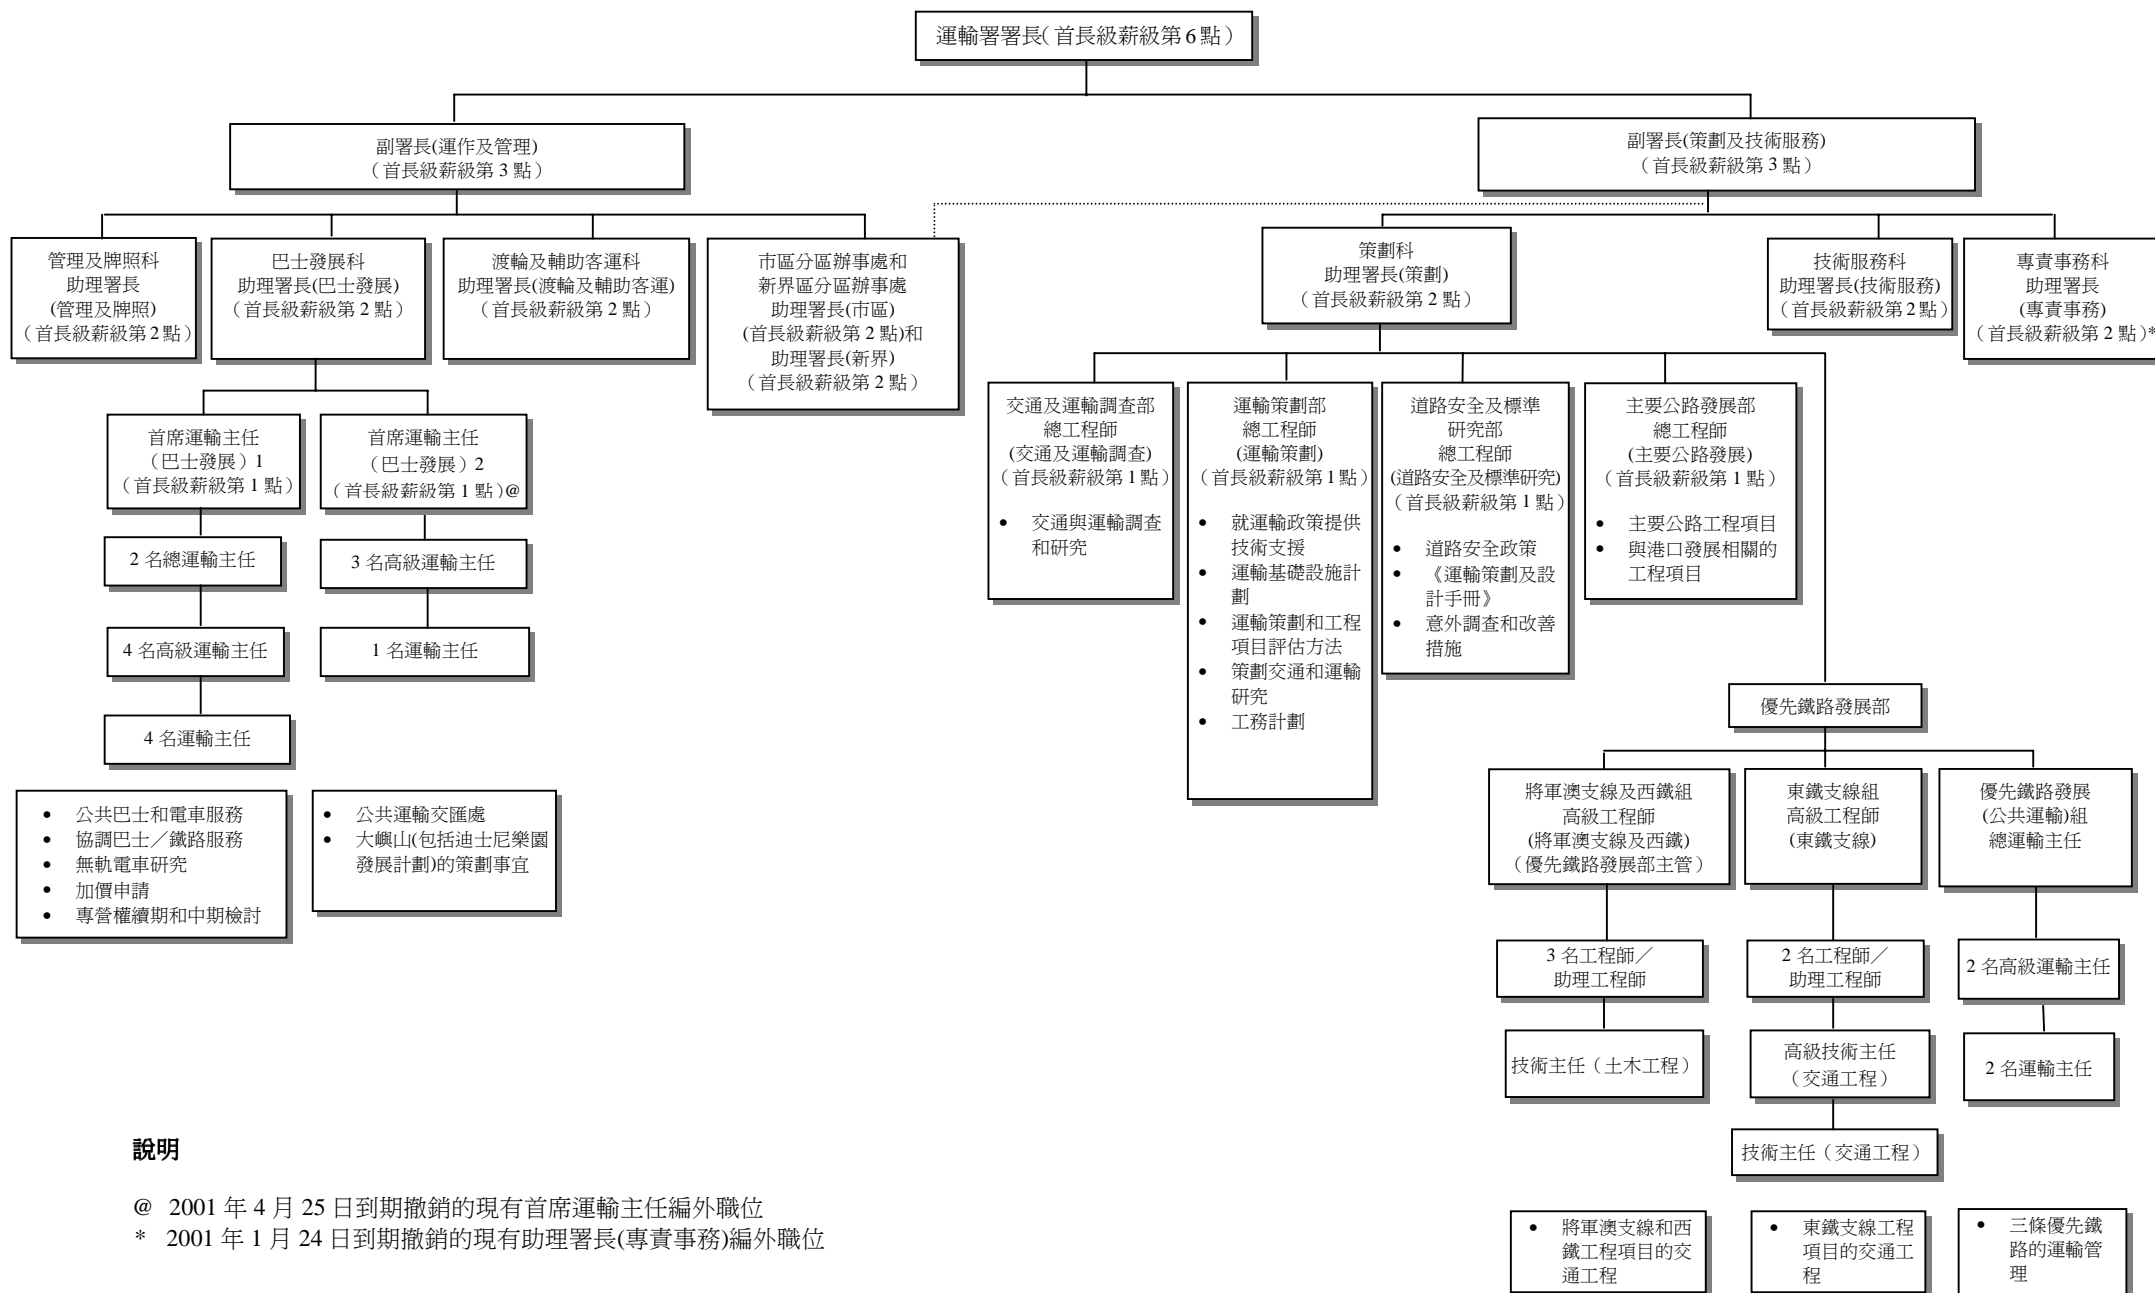 運輸署署長(首長級薪級第6點)
副署長(運作及管理)
(首長級薪級第 3 點)
副署長(策劃及技術服務)
(首長級薪級第 3 點)
管理及牌照科
助理署長
(管理及牌照)
(首長級薪級第 2 點)
巴士發展科
助理署長(巴士發展)
(首長級薪級第 2 點)
渡輪及輔助客運科
助理署長(渡輪及輔助客運)
(首長級薪級第 2 點)
市區分區辦事處和
新界區分區辦事處
助理署長(市區)
(首長級薪級第 2 點)和
助理署長(新界)
(首長級薪級第 2 點)
策劃科
助理署長(策劃)
(首長級薪級第 2 點)
技術服務科
助理署長(技術服務)
(首長級薪級第 2 點)
專責事務科
助理署長
(專責事務)
(首長級薪級第 2 點)*
首席運輸主任
(巴士發展)1
(首長級薪級第 1 點)
首席運輸主任
(巴士發展)2
(首長級薪級第 1 點)@
2 名總運輸主任
3 名高級運輸主任
4 名高級運輸主任
1 名運輸主任
4 名運輸主任
• 公共巴士和電車服務
• 協調巴士／鐵路服務
• 無軌電車研究
• 加價申請
• 專營權續期和中期檢討
• 公共運輸交匯處
• 大嶼山(包括迪士尼樂園
發展計劃)的策劃事宜
交通及運輸調查部
總工程師
(交通及運輸調查)
(首長級薪級第 1 點)
• 交通與運輸調查
和研究
運輸策劃部
總工程師
(運輸策劃)
(首長級薪級第 1 點)
• 就運輸政策提供
技術支援
• 運輸基礎設施計
劃
• 運輸策劃和工程
項目評估方法
• 策劃交通和運輸
研究
• 工務計劃
道路安全及標準
研究部
總工程師
(道路安全及標準研究)
(首長級薪級第 1 點)
• 道路安全政策
• 《運輸策劃及設
計手冊》
• 意外調查和改善
措施
主要公路發展部
總工程師
(主要公路發展)
(首長級薪級第 1 點)
• 主要公路工程項目
• 與港口發展相關的
工程項目
優先鐵路發展部
將軍澳支線及西鐵組
高級工程師
(將軍澳支線及西鐵)
(優先鐵路發展部主管)
東鐵支線組
高級工程師
(東鐵支線)
優先鐵路發展
(公共運輸)組
總運輸主任
3 名工程師／
助理工程師
2 名工程師／
助理工程師
2 名高級運輸主任
技術主任(土木工程)
高級技術主任
(交通工程)
2 名運輸主任
技術主任(交通工程)
• 將軍澳支線和西
鐵工程項目的交
通工程
• 東鐵支線工程
項目的交通工
程
• 三條優先鐵
路的運輸管
理
說明
@ 2001 年 4 月 25 日到期撤銷的現有首席運輸主任編外職位
* 2001 年 1 月 24 日到期撤銷的現有助理署長(專責事務)編外職位